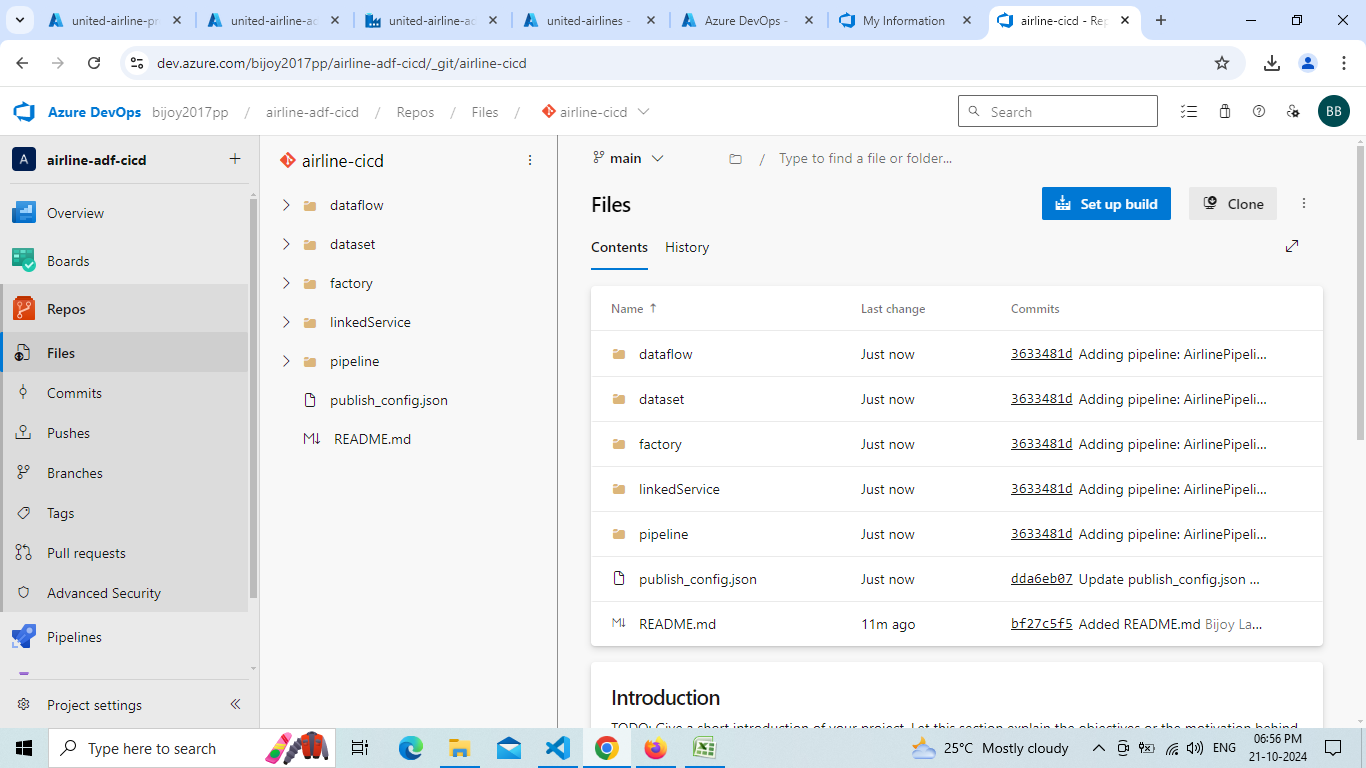 united-airline-pr
united-airline-ac
united-airline-ac
united-airlines -
Azure DevOps -
My Information
airline-cicd - Rep
dev.azure.com/bijoy2017pp/airline-adf-cicd/_git/airline-cicd
Azure DevOps bijoy2017pp / airline-adf-cicd / Repos / Files / airline-cicd
Search
BB
A airline-adf-cicd
Overview
Boards
Repos
Files
Commits
Pushes
Branches
Tags
Pull requests
Advanced Security
Pipelines
Project settings
airline-cicd
dataflow
dataset
factory
linkedService
pipeline
publish_config.json
README.md
main / Type to find a file or folder...
Files
Set up build
Clone
Contents History
Name ↑ Last change Commits
dataflow Just now 3633481d Adding pipeline: AirlinePipeli...
dataset Just now 3633481d Adding pipeline: AirlinePipeli...
factory Just now 3633481d Adding pipeline: AirlinePipeli...
linkedService Just now 3633481d Adding pipeline: AirlinePipeli...
pipeline Just now 3633481d Adding pipeline: AirlinePipeli...
publish_config.json Just now dda6eb07 Update publish_config.json ...
README.md 11m ago bf27c5f5 Added README.md Bijoy La...
Introduction
TODO: Give a short introduction of your project. Let this section explain the objectives or the motivation behind
Type here to search
25°C Mostly cloudy
ENG
06:56 PM
21-10-2024